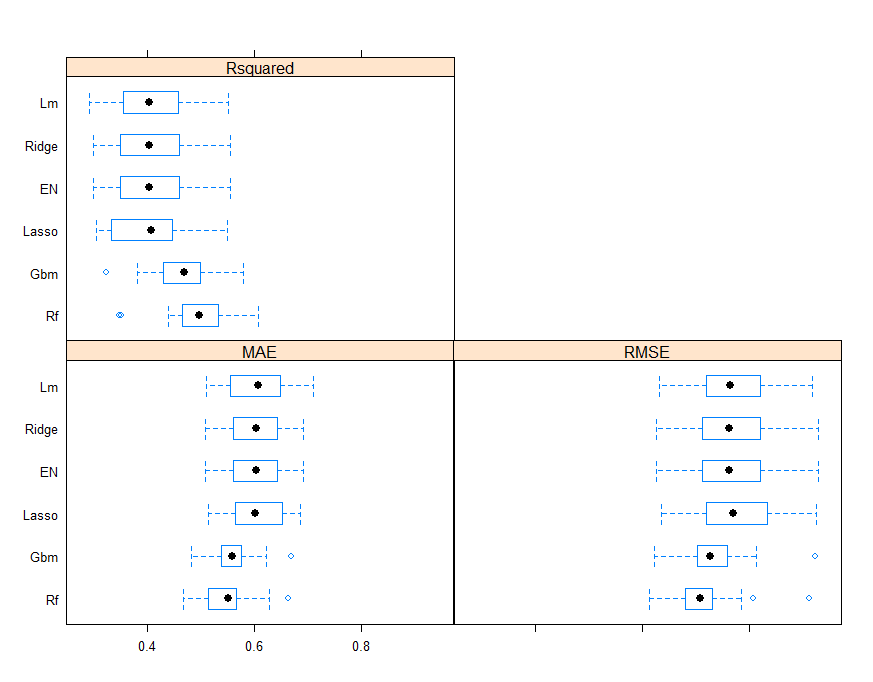 Rsquared
Lm
Ridge
EN
Lasso
Gbm
Rf
MAE
RMSE
Lm
Ridge
EN
Lasso
Gbm
Rf
0.4 0.6 0.8